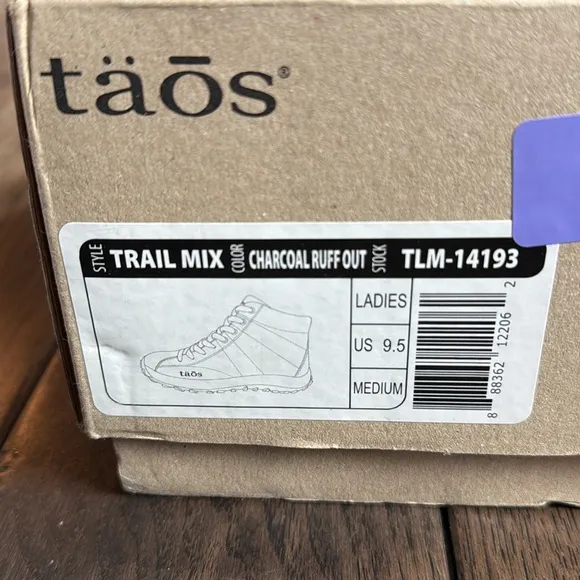 täōs®
STYLE TRAIL MIX COLOR CHARCOAL RUFF OUT STOCK TLM-14193
täōs
LADIES
US 9.5
MEDIUM
8 88362 12206 2